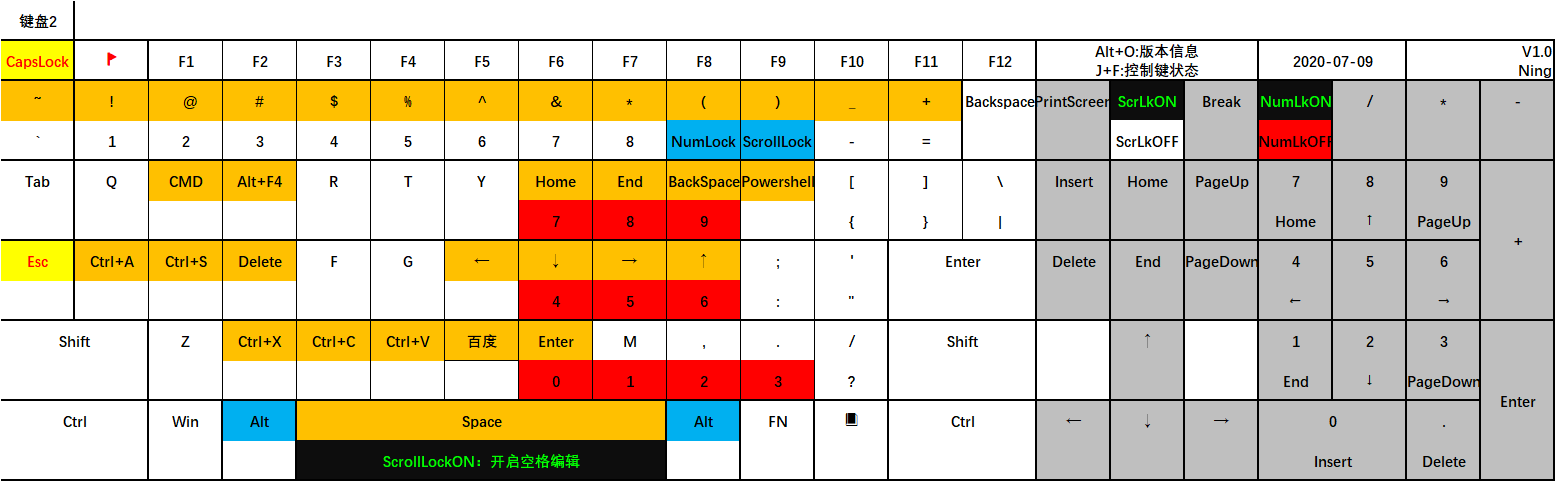 键盘2
CapsLock F1 F2 F3 F4 F5 F6 F7 F8 F9 F10 F11 F12 Alt+O:版本信息 2020-07-09 V1.0
J+F:控制键状态 Ning
~ ! @ # $ % ^ & * ( ) _ + Backspace PrintScreen ScrLkON Break NumLkON / * -
` 1 2 3 4 5 6 7 8 NumLock ScrollLock - = ScrLkOFF NumLkOFF
Tab Q CMD Alt+F4 R T Y Home End BackSpace Powershell [ ] \ Insert Home PageUp 7 8 9
7 8 9 { } | Home ↑ PageUp
+
Esc Ctrl+A Ctrl+S Delete F G ← ↓ → ↑ ; ' Enter Delete End PageDown 4 5 6
4 5 6 : " ← →
Shift Z Ctrl+X Ctrl+C Ctrl+V 百度 Enter M , . / Shift ↑ 1 2 3
0 1 2 3 ? End ↓ PageDown
Enter
Ctrl Win Alt Space Alt FN Ctrl ← ↓ → 0 .
ScrollLockON：开启空格编辑 Insert Delete